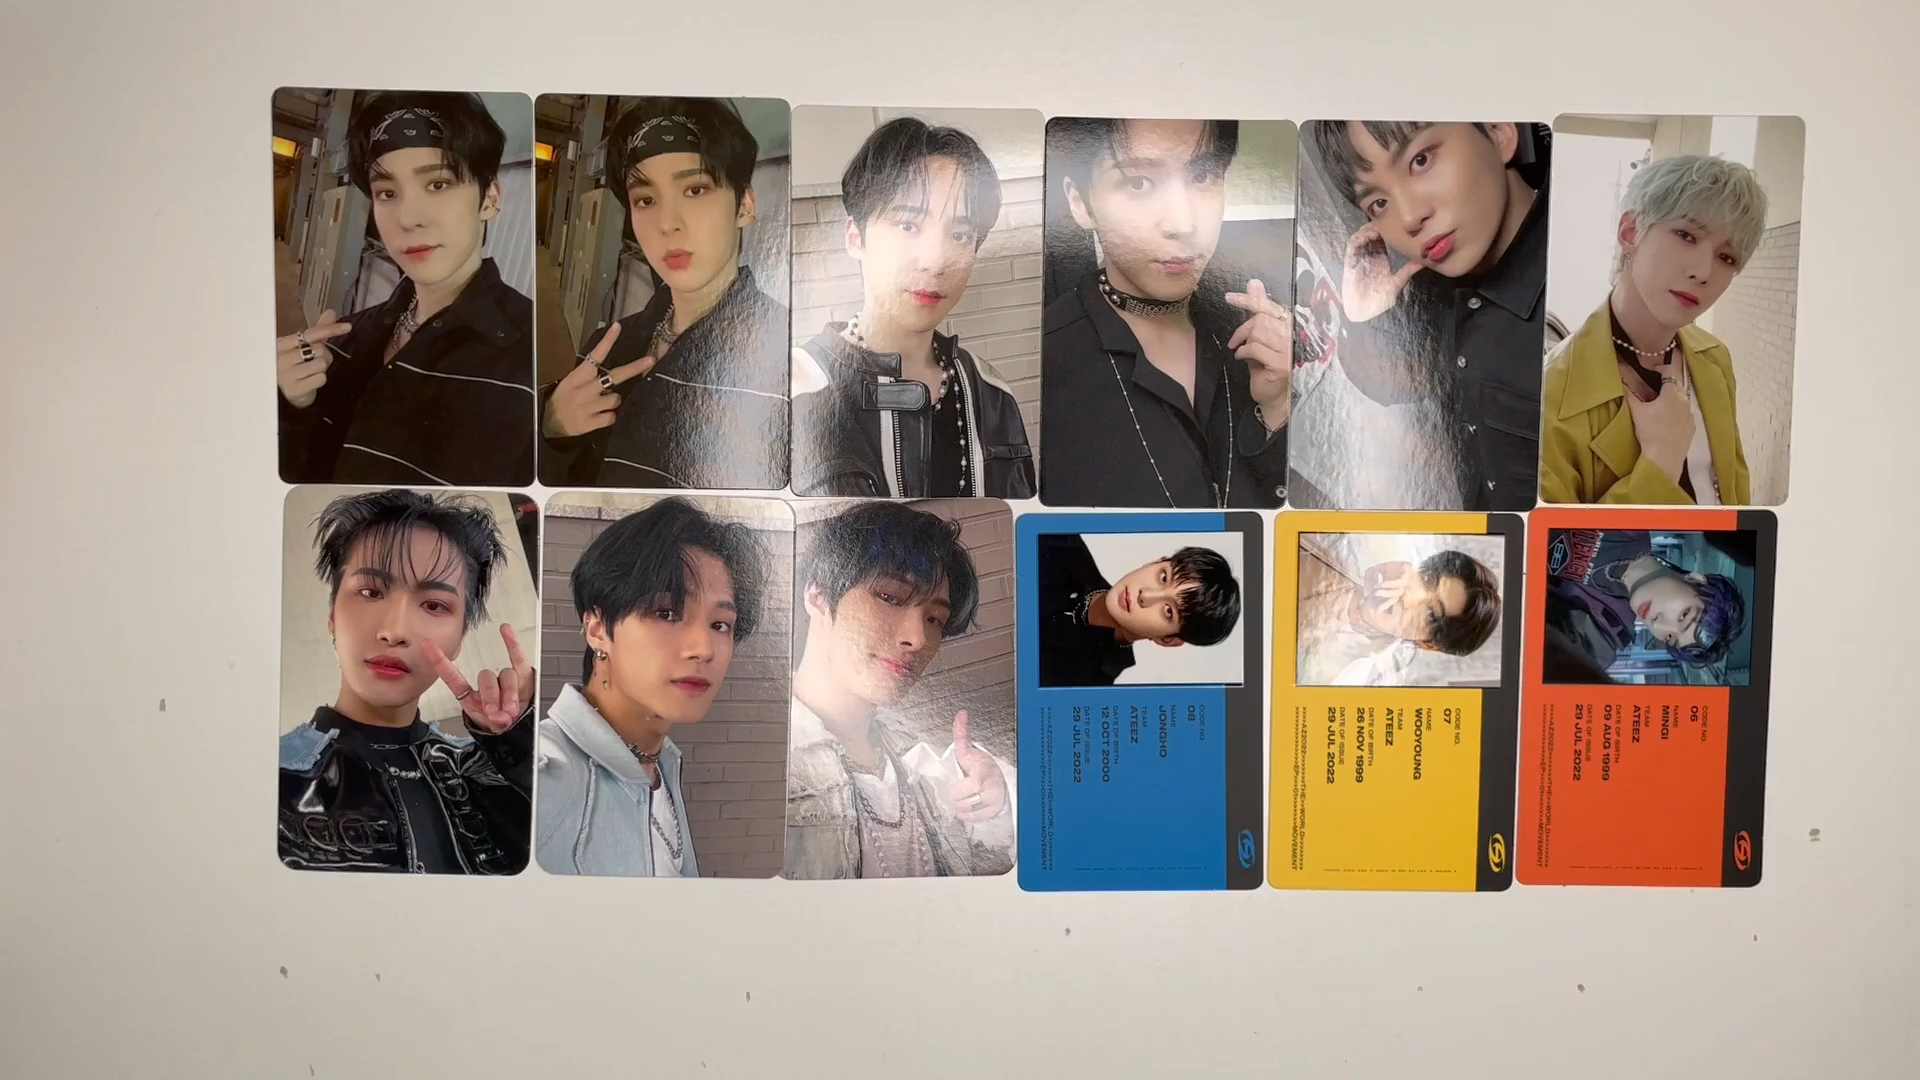 CODE NO.
08
NAME
JONGHO
TEAM
ATEEZ
DATE OF BIRTH
12 OCT 2000
DATE OF ISSUE
29 JUL 2022
CODE NO.
07
NAME
WOOYOUNG
TEAM
ATEEZ
DATE OF BIRTH
26 NOV 1999
DATE OF ISSUE
29 JUL 2022
CODE NO.
06
NAME
MINGI
TEAM
ATEEZ
DATE OF BIRTH
09 AUG 1999
DATE OF ISSUE
29 JUL 2022